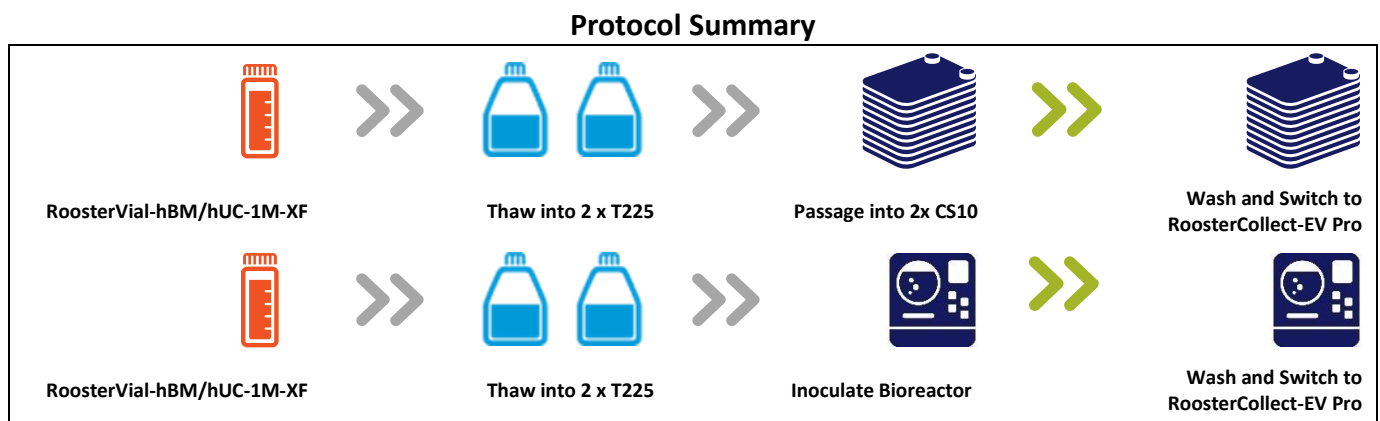 Protocol Summary
RoosterVial-hBM/hUC-1M-XF
Thaw into 2 x T225
Passage into 2x CS10
Wash and Switch to
RoosterCollect-EV Pro
RoosterVial-hBM/hUC-1M-XF
Thaw into 2 x T225
Inoculate Bioreactor
Wash and Switch to
RoosterCollect-EV Pro